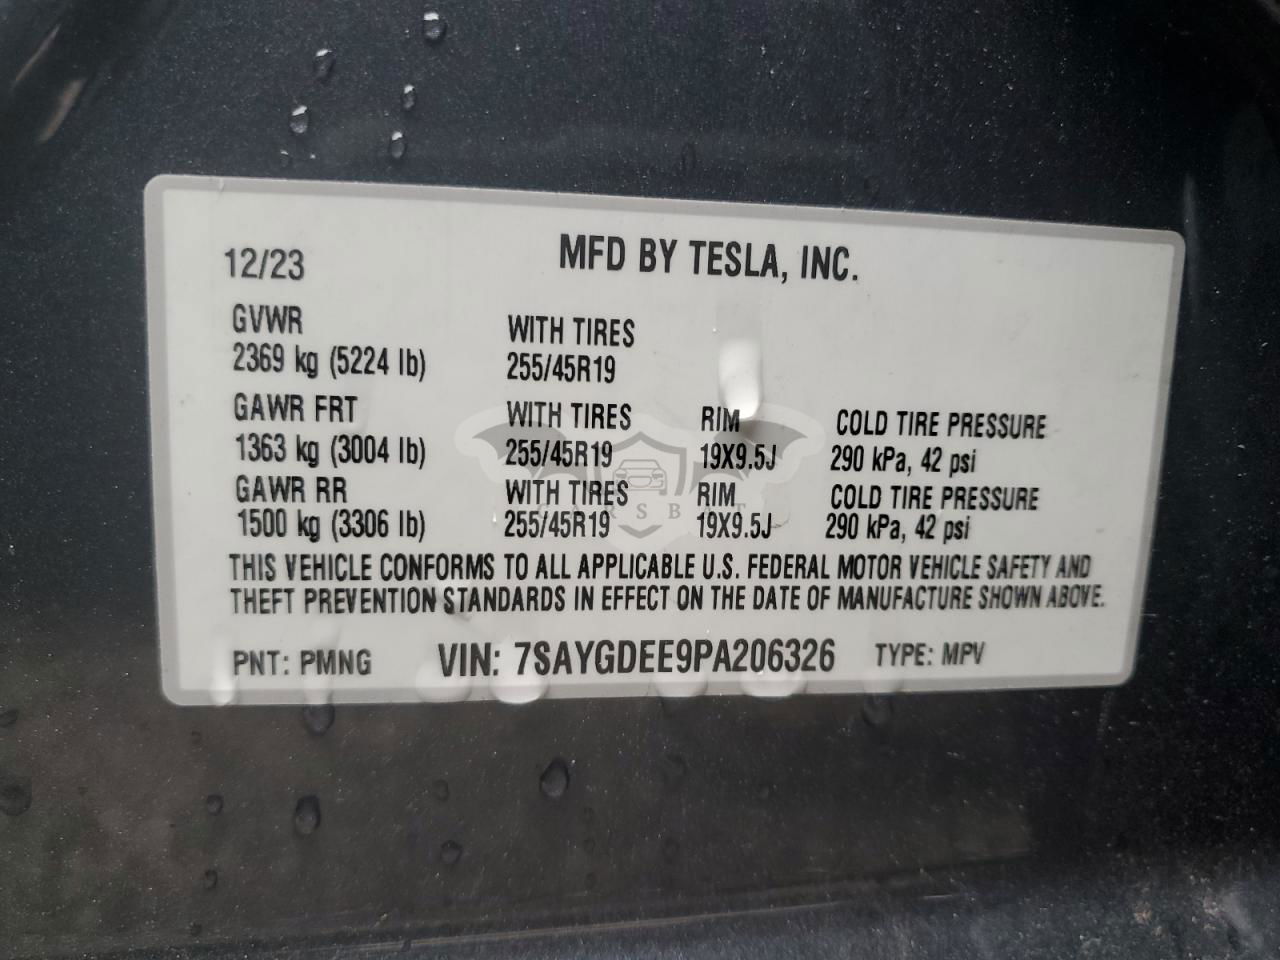 12/23 MFD BY TESLA, INC.
GVWR WITH TIRES
2369 kg (5224 lb) 255/45R19
GAWR FRT WITH TIRES RIM COLD TIRE PRESSURE
1363 kg (3004 lb) 255/45R19 19X9.5J 290 kPa, 42 psi
GAWR RR WITH TIRES RIM COLD TIRE PRESSURE
CARSBAT
1500 kg (3306 lb) 255/45R19 19X9.5J 290 kPa, 42 psi
THIS VEHICLE CONFORMS TO ALL APPLICABLE U.S. FEDERAL MOTOR VEHICLE SAFETY AND
THEFT PREVENTION STANDARDS IN EFFECT ON THE DATE OF MANUFACTURE SHOWN ABOVE.
PNT: PMNG VIN: 7SAYGDEE9PA206326 TYPE: MPV